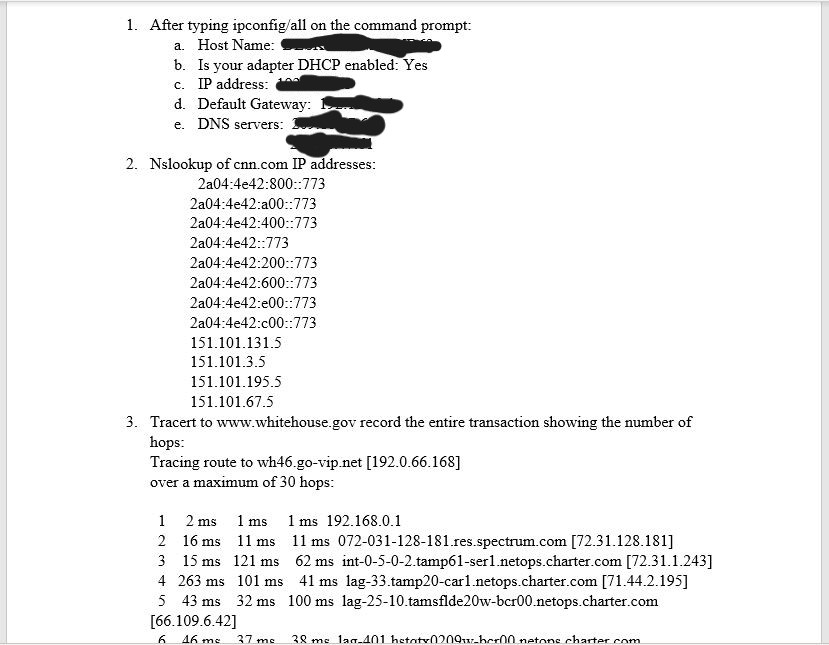 1. After typing ipconfig/all on the command prompt:
a. Host Name:
b. Is your adapter DHCP enabled: Yes
c. IP address:
d. Default Gateway:
e. DNS servers:
2. Nslookup of cnn.com IP addresses:
2a04:4e42:800::773
2a04:4e42:a00::773
2a04:4e42:400::773
2a04:4e42::773
2a04:4e42:200::773
2a04:4e42:600::773
2a04:4e42:e00::773
2a04:4e42:c00::773
151.101.131.5
151.101.3.5
151.101.195.5
151.101.67.5
3. Tracert to www.whitehouse.gov record the entire transaction showing the number of
hops:
Tracing route to wh46.go-vip.net [192.0.66.168]
over a maximum of 30 hops:
1 2 ms 1 ms 1 ms 192.168.0.1
2 16 ms 11 ms 11 ms 072-031-128-181.res.spectrum.com [72.31.128.181]
3 15 ms 121 ms 62 ms int-0-5-0-2.tamp61-ser1.netops.charter.com [72.31.1.243]
4 263 ms 101 ms 41 ms lag-33.tamp20-car1.netops.charter.com [71.44.2.195]
5 43 ms 32 ms 100 ms lag-25-10.tamsflde20w-bcr00.netops.charter.com
[66.109.6.42]
6 46 ms 37 ms 38 ms lag-401.hstqtx0209w-bcr00.netops.charter.com